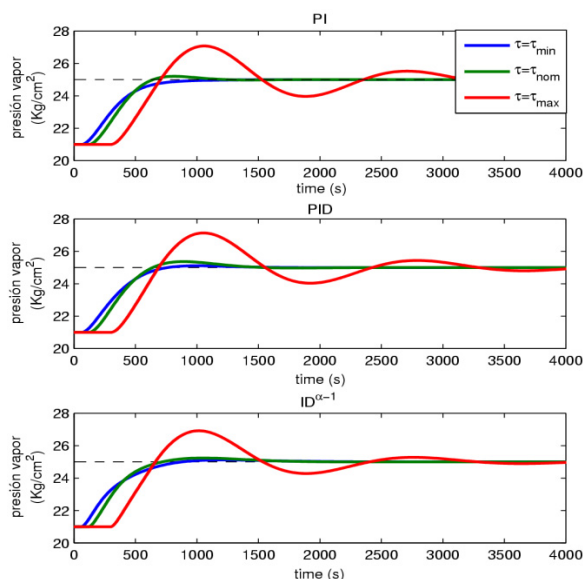 PI
28
26
24
22
20
presión vapor
(Kg/cm²)
τ=τmin
τ=τnom
τ=τmax
0 500 1000 1500 2000 2500 3000 3500 4000
time (s)
PID
28
26
24
22
20
presión vapor
(Kg/cm²)
0 500 1000 1500 2000 2500 3000 3500 4000
time (s)
ID^α−1
28
26
24
22
20
presión vapor
(Kg/cm²)
0 500 1000 1500 2000 2500 3000 3500 4000
time (s)